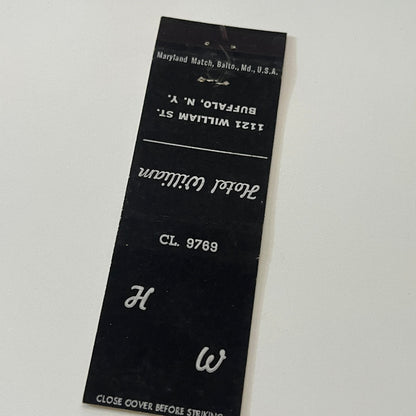 Maryland Match, Balto., Md., U.S.A.
1121 WILLIAM ST.
BUFFALO, N. Y.
Hotel William
CL. 9769
H
W
CLOSE COVER BEFORE STRIKING